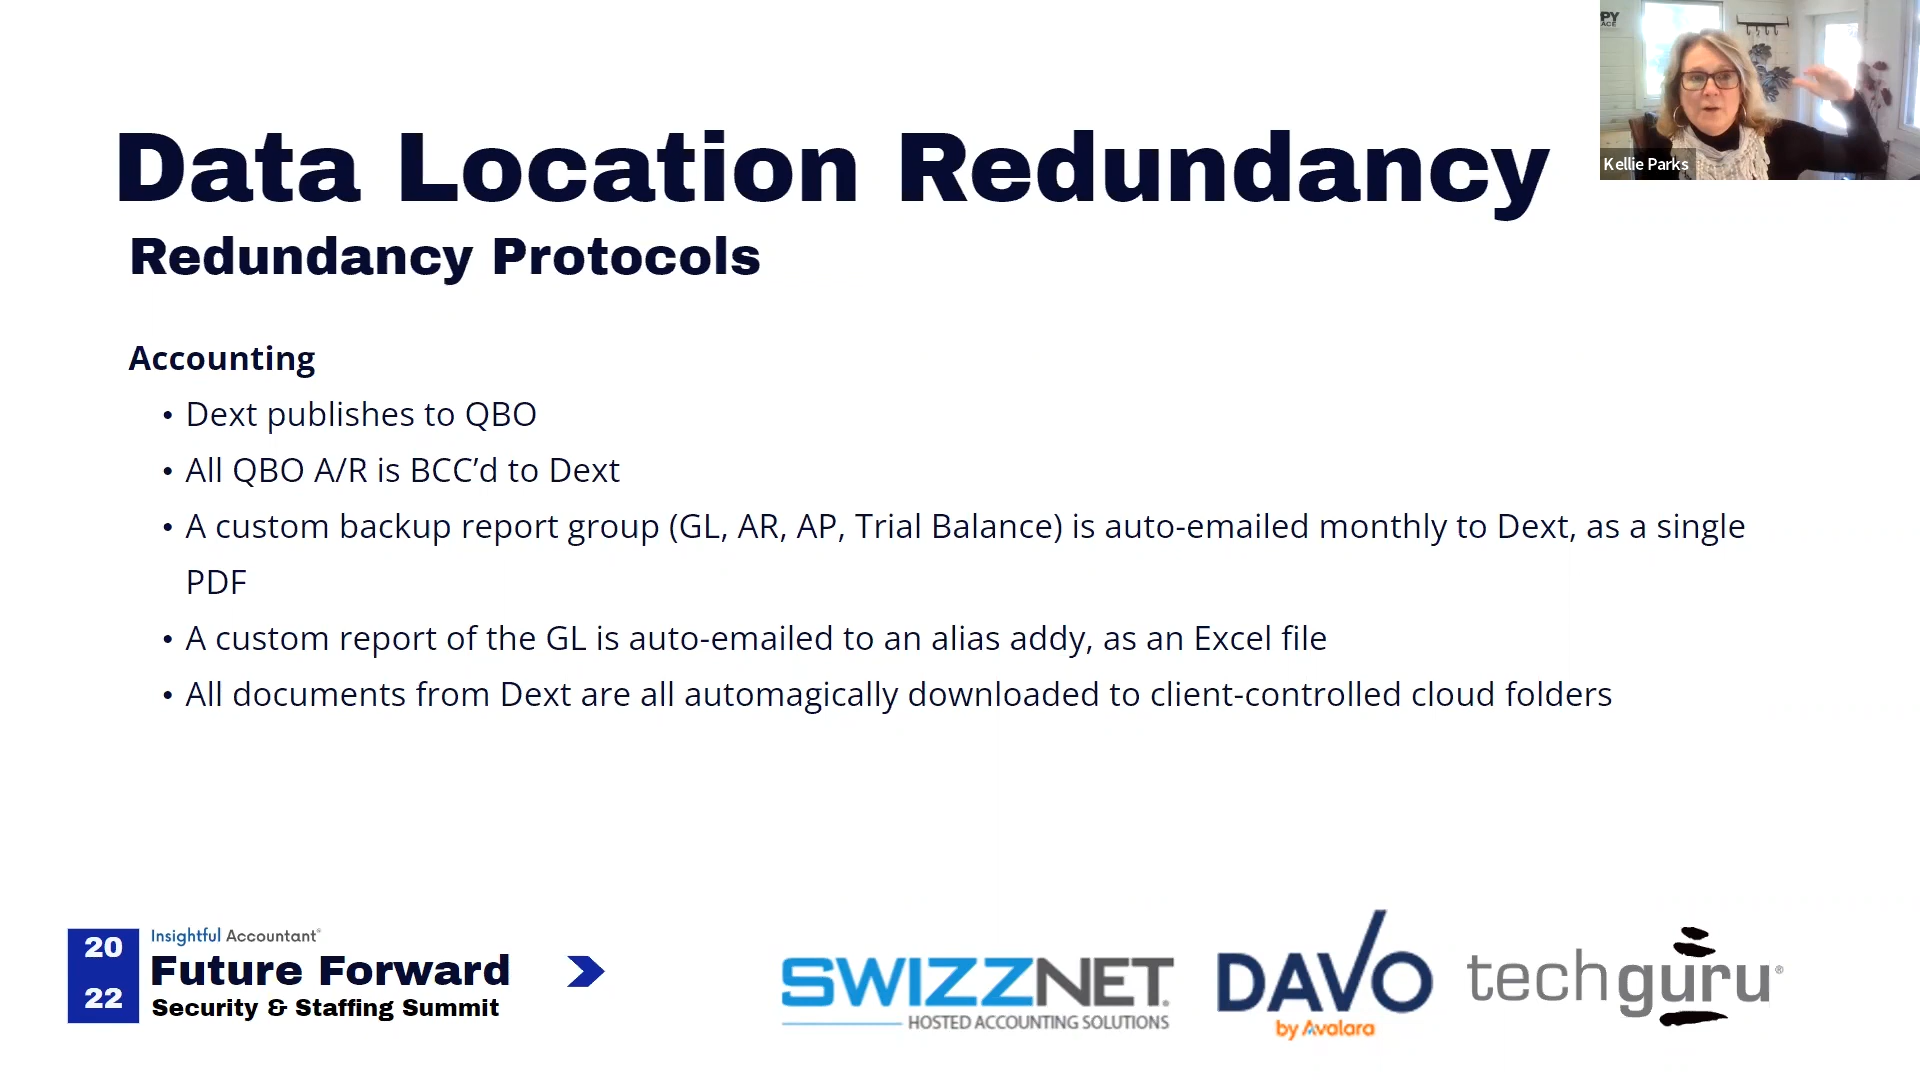 PY
ACE
Kellie Parks
Data Location Redundancy
Redundancy Protocols
Accounting
• Dext publishes to QBO
• All QBO A/R is BCC’d to Dext
• A custom backup report group (GL, AR, AP, Trial Balance) is auto-emailed monthly to Dext, as a single
PDF
• A custom report of the GL is auto-emailed to an alias addy, as an Excel file
• All documents from Dext are all automagically downloaded to client-controlled cloud folders
20
22
Insightful Accountant®
Future Forward
Security & Staffing Summit
SWIZZNET®
HOSTED ACCOUNTING SOLUTIONS
DAVO
by Avalara
techguru®